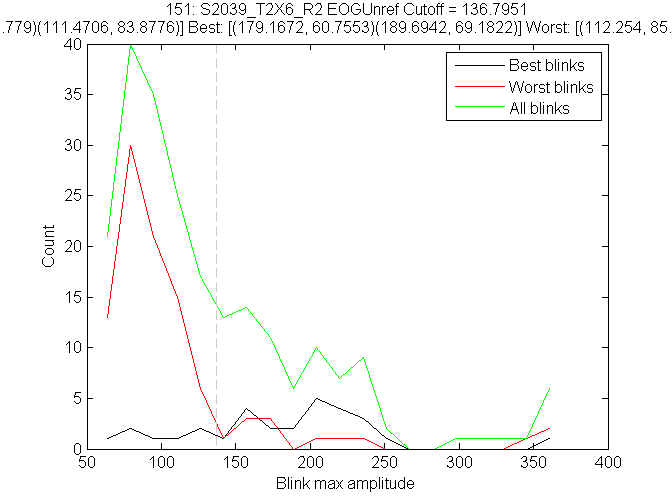 151: S2039_T2X6_R2 EOGUnref Cutoff = 136.7951
.779)(111.4706, 83.8776)] Best: [(179.1672, 60.7553)(189.6942, 69.1822)] Worst: [(112.254, 85.
40
35
30
25
20
15
10
5
0
Count
Best blinks
Worst blinks
All blinks
50 100 150 200 250 300 350 400
Blink max amplitude